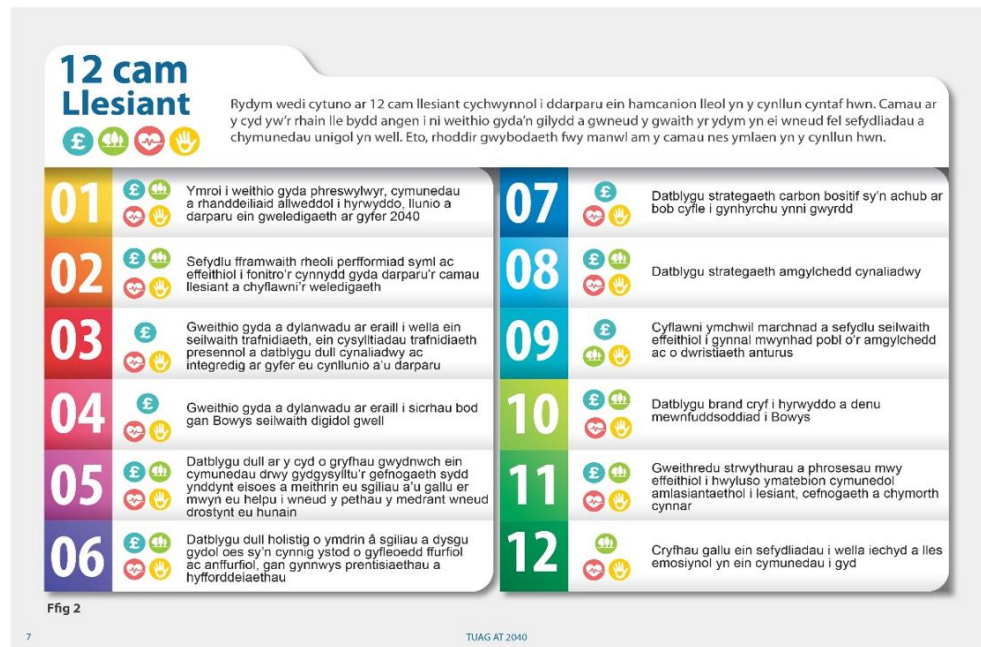 12 cam
Llesiant
Rydym wedi cytuno ar 12 cam llesiant cychwynnol i ddarparu ein hamcanion lleol yn y cynllun cyntaf hwn. Camau ar
y cyd yw'r rhain lle bydd angen i ni weithio gyda'n gilydd a gwneud y gwaith yr ydym yn ei wneud fel sefydliadau a
chymunedau unigol yn well. Eto, rhoddir gwybodaeth fwy manwl am y camau nes ymlaen yn y cynllun hwn.
£
01
£
Ymroi i weithio gyda phreswylwyr, cymunedau
a rhanddeiliaid allweddol i hyrwyddo, llunio a
darparu ein gweledigaeth ar gyfer 2040
02
£
Sefydlu fframwaith rheoli perfformiad syml ac
effeithiol i fonitro'r cynnydd gyda darparu'r camau
llesiant a chyflawni'r weledigaeth
03
£
Gweithio gyda a dylanwadu ar eraill i wella ein
seilwaith trafnidiaeth, ein cysylltiadau trafnidiaeth
presennol a datblygu dull cynaliadwy ac
integredig ar gyfer eu cynllunio a'u darparu
04
£
Gweithio gyda a dylanwadu ar eraill i sicrhau bod
gan Bowys seilwaith digidol gwell
05
£
Datblygu dull ar y cyd o gryfhau gwydnwch ein
cymunedau drwy gydgysylltu'r gefnogaeth sydd
ynddynt eisoes a meithrin eu sgiliau a'u gallu er
mwyn eu helpu i wneud y pethau y medrant wneud
drostynt eu hunain
06
£
Datblygu dull holistig o ymdrin â sgiliau a dysgu
gydol oes sy'n cynnig ystod o gyfleoedd ffurfiol
ac anffurfiol, gan gynnwys prentisiaethau a
hyfforddeiaethau
07
£
Datblygu strategaeth carbon bositif sy'n achub ar
bob cyfle i gynhyrchu ynni gwyrdd
08
£
Datblygu strategaeth amgylchedd cynaliadwy
09
£
Cyflawni ymchwil marchnad a sefydlu seilwaith
effeithiol i gynnal mwynhad pobl o'r amgylchedd
ac o dwristiaeth anturus
10
£
Datblygu brand cryf i hyrwyddo a denu
mewnfuddsoddiad i Bowys
11
£
Gweithredu strwythurau a phrosesau mwy
effeithiol i hwyluso ymatebion cymunedol
amlasiantaethol i lesiant, cefnogaeth a chymorth
cynnar
12
Cryfhau gallu ein sefydliadau i wella iechyd a lles
emosiynol yn ein cymunedau i gyd
Ffig 2
7
TUAG AT 2040